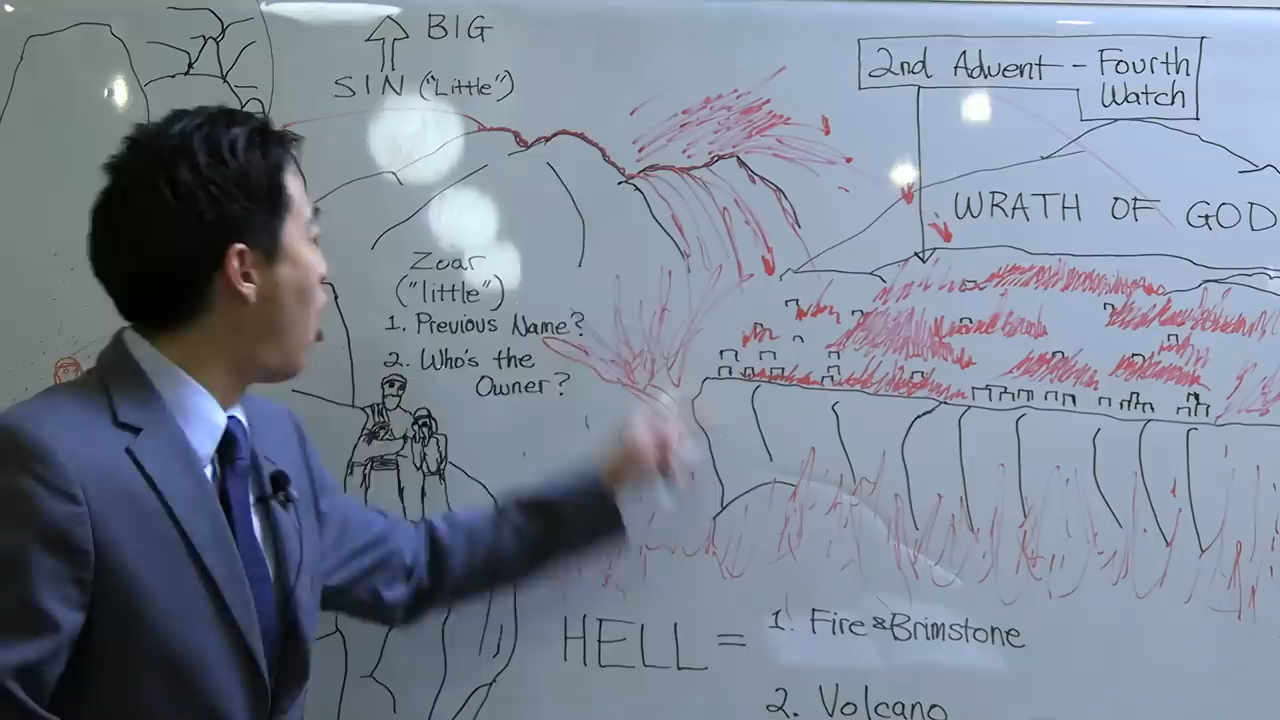 BIG
SIN ("Little")
2nd Advent - Fourth
Watch
WRATH OF GOD
Zoar
("little")
1. Previous Name?
2. Who's the
Owner?
HELL =
1. Fire & Brimstone
2. Volcano